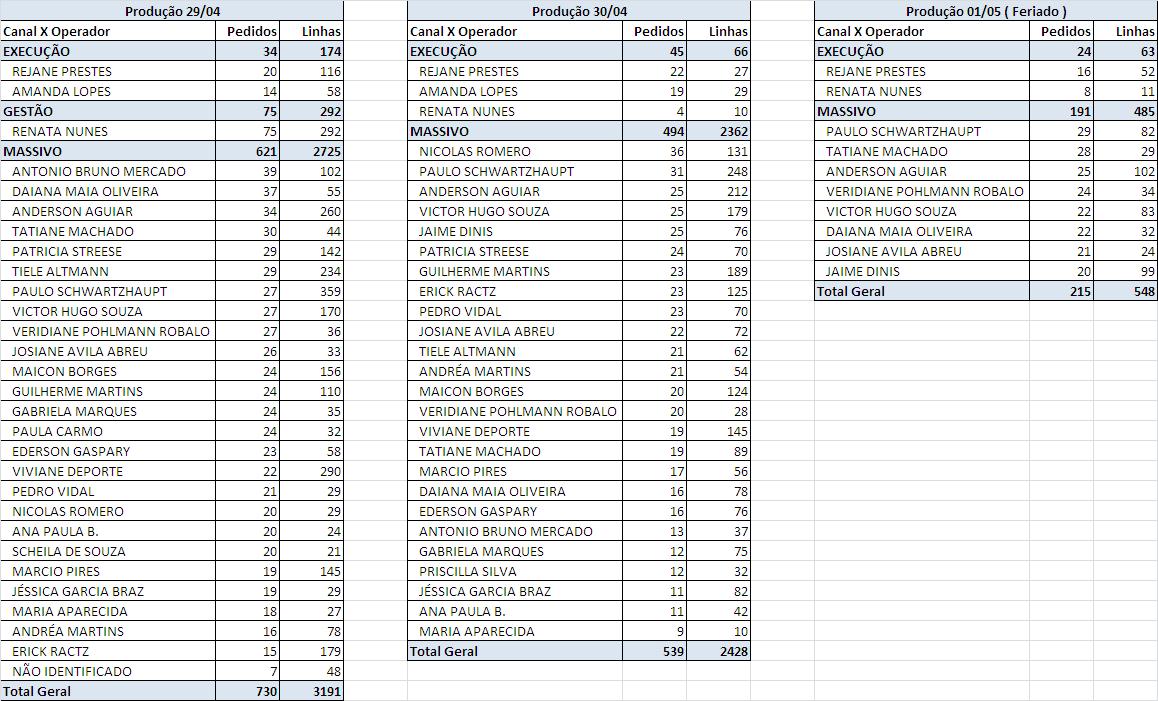 Produção 29/04
Canal X Operador Pedidos Linhas
EXECUÇÃO 34 174
REJANE PRESTES 20 116
AMANDA LOPES 14 58
GESTÃO 75 292
RENATA NUNES 75 292
MASSIVO 621 2725
ANTONIO BRUNO MERCADO 39 102
DAIANA MAIA OLIVEIRA 37 55
ANDERSON AGUIAR 34 260
TATIANE MACHADO 30 44
PATRICIA STREESE 29 142
TIELE ALTMANN 29 234
PAULO SCHWARTZHAUPT 27 359
VICTOR HUGO SOUZA 27 170
VERIDIANE POHLMANN ROBALO 27 36
JOSIANE AVILA ABREU 26 33
MAICON BORGES 24 156
GUILHERME MARTINS 24 110
GABRIELA MARQUES 24 35
PAULA CARMO 24 32
EDERSON GASPARY 23 58
VIVIANE DEPORTE 22 290
PEDRO VIDAL 21 29
NICOLAS ROMERO 20 29
ANA PAULA B. 20 24
SCHEILA DE SOUZA 20 21
MARCIO PIRES 19 145
JÉSSICA GARCIA BRAZ 19 29
MARIA APARECIDA 18 27
ANDRÉA MARTINS 16 78
ERICK RACTZ 15 179
NÃO IDENTIFICADO 7 48
Total Geral 730 3191
Produção 30/04
Canal X Operador Pedidos Linhas
EXECUÇÃO 45 66
REJANE PRESTES 22 27
AMANDA LOPES 19 29
RENATA NUNES 4 10
MASSIVO 494 2362
NICOLAS ROMERO 36 131
PAULO SCHWARTZHAUPT 31 248
ANDERSON AGUIAR 25 212
VICTOR HUGO SOUZA 25 179
JAIME DINIS 25 76
PATRICIA STREESE 24 70
GUILHERME MARTINS 23 189
ERICK RACTZ 23 125
PEDRO VIDAL 23 70
JOSIANE AVILA ABREU 22 72
TIELE ALTMANN 21 62
ANDRÉA MARTINS 21 54
MAICON BORGES 20 124
VERIDIANE POHLMANN ROBALO 20 28
VIVIANE DEPORTE 19 145
TATIANE MACHADO 19 89
MARCIO PIRES 17 56
DAIANA MAIA OLIVEIRA 16 78
EDERSON GASPARY 16 76
ANTONIO BRUNO MERCADO 13 37
GABRIELA MARQUES 12 75
PRISCILLA SILVA 12 32
JÉSSICA GARCIA BRAZ 11 82
ANA PAULA B. 11 42
MARIA APARECIDA 9 10
Total Geral 539 2428
Produção 01/05 ( Feriado )
Canal X Operador Pedidos Linhas
EXECUÇÃO 24 63
REJANE PRESTES 16 52
RENATA NUNES 8 11
MASSIVO 191 485
PAULO SCHWARTZHAUPT 29 82
TATIANE MACHADO 28 29
ANDERSON AGUIAR 25 102
VERIDIANE POHLMANN ROBALO 24 34
VICTOR HUGO SOUZA 22 83
DAIANA MAIA OLIVEIRA 22 32
JOSIANE AVILA ABREU 21 24
JAIME DINIS 20 99
Total Geral 215 548